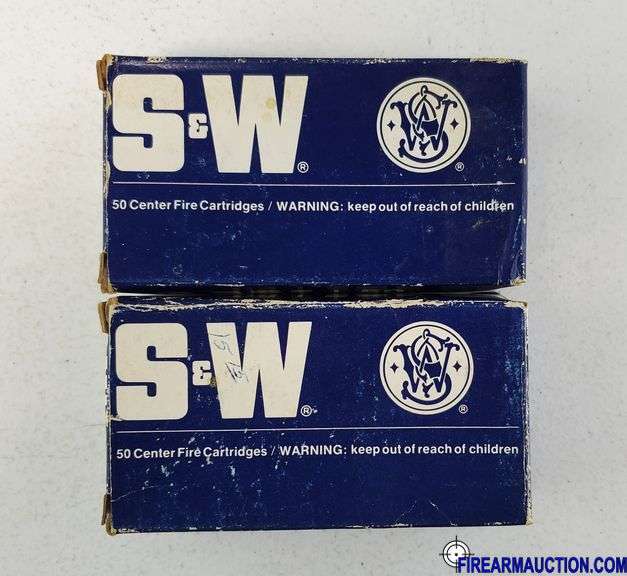 S&W®
®
50 Center Fire Cartridges / WARNING: keep out of reach of children
S&W®
®
50 Center Fire Cartridges / WARNING: keep out of reach of children
FIREARMAUCTION.COM